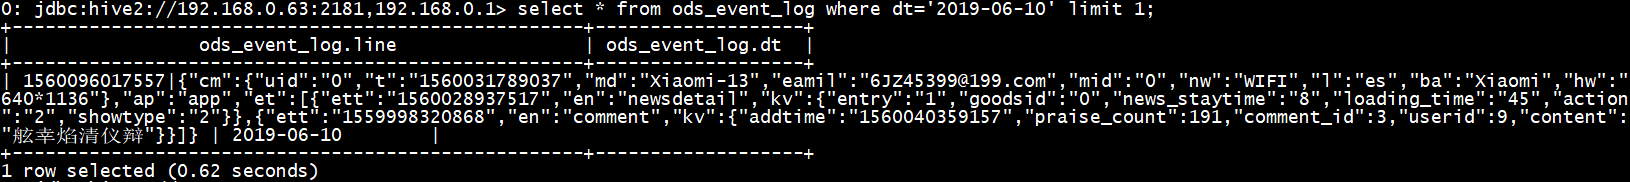 0: jdbc:hive2://192.168.0.63:2181,192.168.0.1> select * from ods_event_log where dt='2019-06-10' limit 1;
+----------------------------------------------------+-------------------+
|                 ods_event_log.line                 | ods_event_log.dt  |
+----------------------------------------------------+-------------------+
| 1560096017557|{"cm":{"uid":"0","t":"1560031789037","md":"Xiaomi-13","eamil":"6JZ45399@199.com","mid":"0","nw":"WIFI","l":"es","ba":"Xiaomi","hw":"
640*1136"},"ap":"app","et":[{"ett":"1560028937517","en":"newsdetail","kv":{"entry":"1","goodsid":"0","news_staytime":"8","loading_time":"45","action
":"2","showtype":"2"}},{"ett":"1559998320868","en":"comment","kv":{"addtime":"1560040359157","praise_count":191,"comment_id":3,"userid":9,"content":
"舷幸焰清仪辩"}}]} | 2019-06-10        |
+----------------------------------------------------+-------------------+
1 row selected (0.62 seconds)